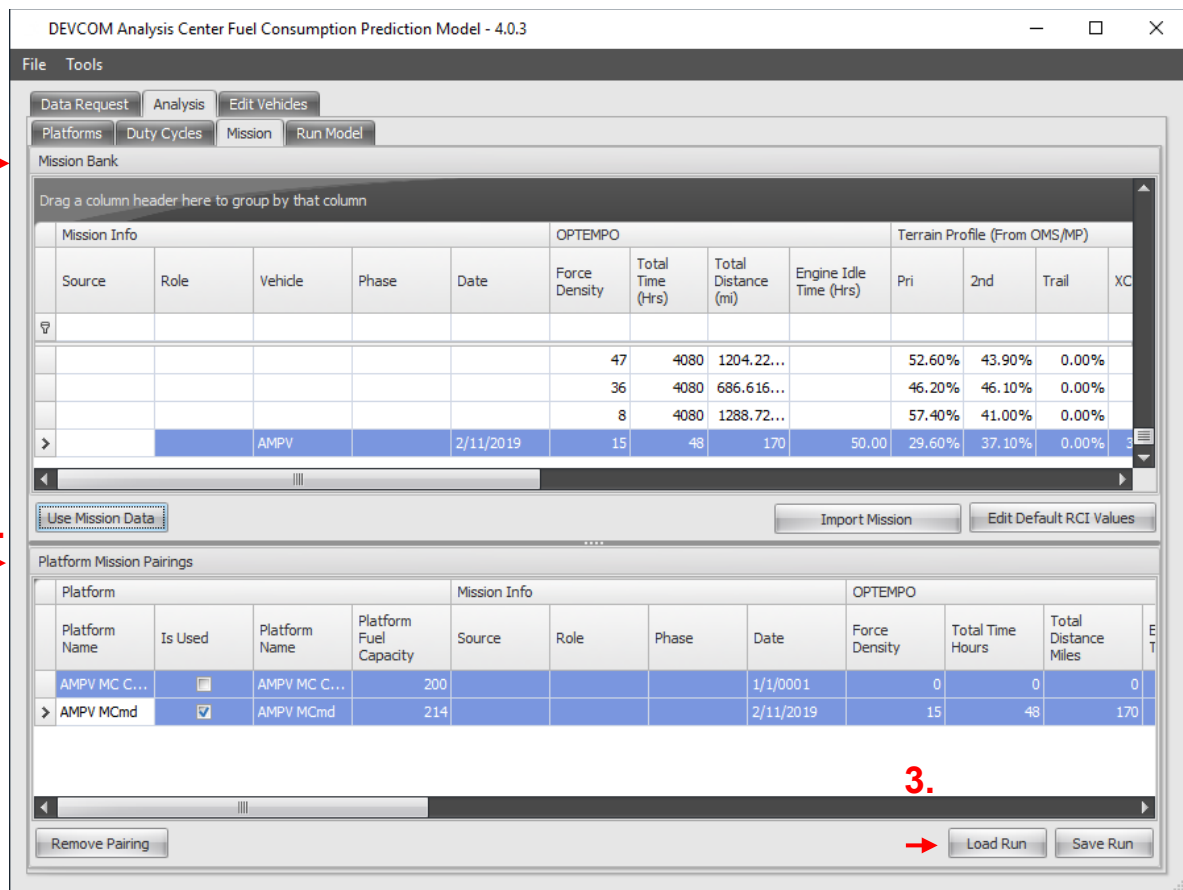 DEVCOM Analysis Center Fuel Consumption Prediction Model - 4.0.3
File Tools
Data Request Analysis Edit Vehicles
Platforms Duty Cycles Mission Run Model
Mission Bank
Drag a column header here to group by that column
Mission Info OPTEMPO Terrain Profile (From OMS/MP)
Source Role Vehicle Phase Date Force Density Total Time (Hrs) Total Distance (mi) Engine Idle Time (Hrs) Pri 2nd Trail XC
47 4080 1204.22... 52.60% 43.90% 0.00%
36 4080 686.616... 46.20% 46.10% 0.00%
8 4080 1288.72... 57.40% 41.00% 0.00%
AMPV 2/11/2019 15 48 170 50.00 29.60% 37.10% 0.00% 3
Use Mission Data Import Mission Edit Default RCI Values
Platform Mission Pairings
Platform Mission Info OPTEMPO
Platform Name Is Used Platform Name Platform Fuel Capacity Source Role Phase Date Force Density Total Time Hours Total Distance Miles E T
AMPV MC C... AMPV MC C... 200 1/1/0001 0 0 0
AMPV MCmd AMPV MCmd 214 2/11/2019 15 48 170
3.
Remove Pairing Load Run Save Run